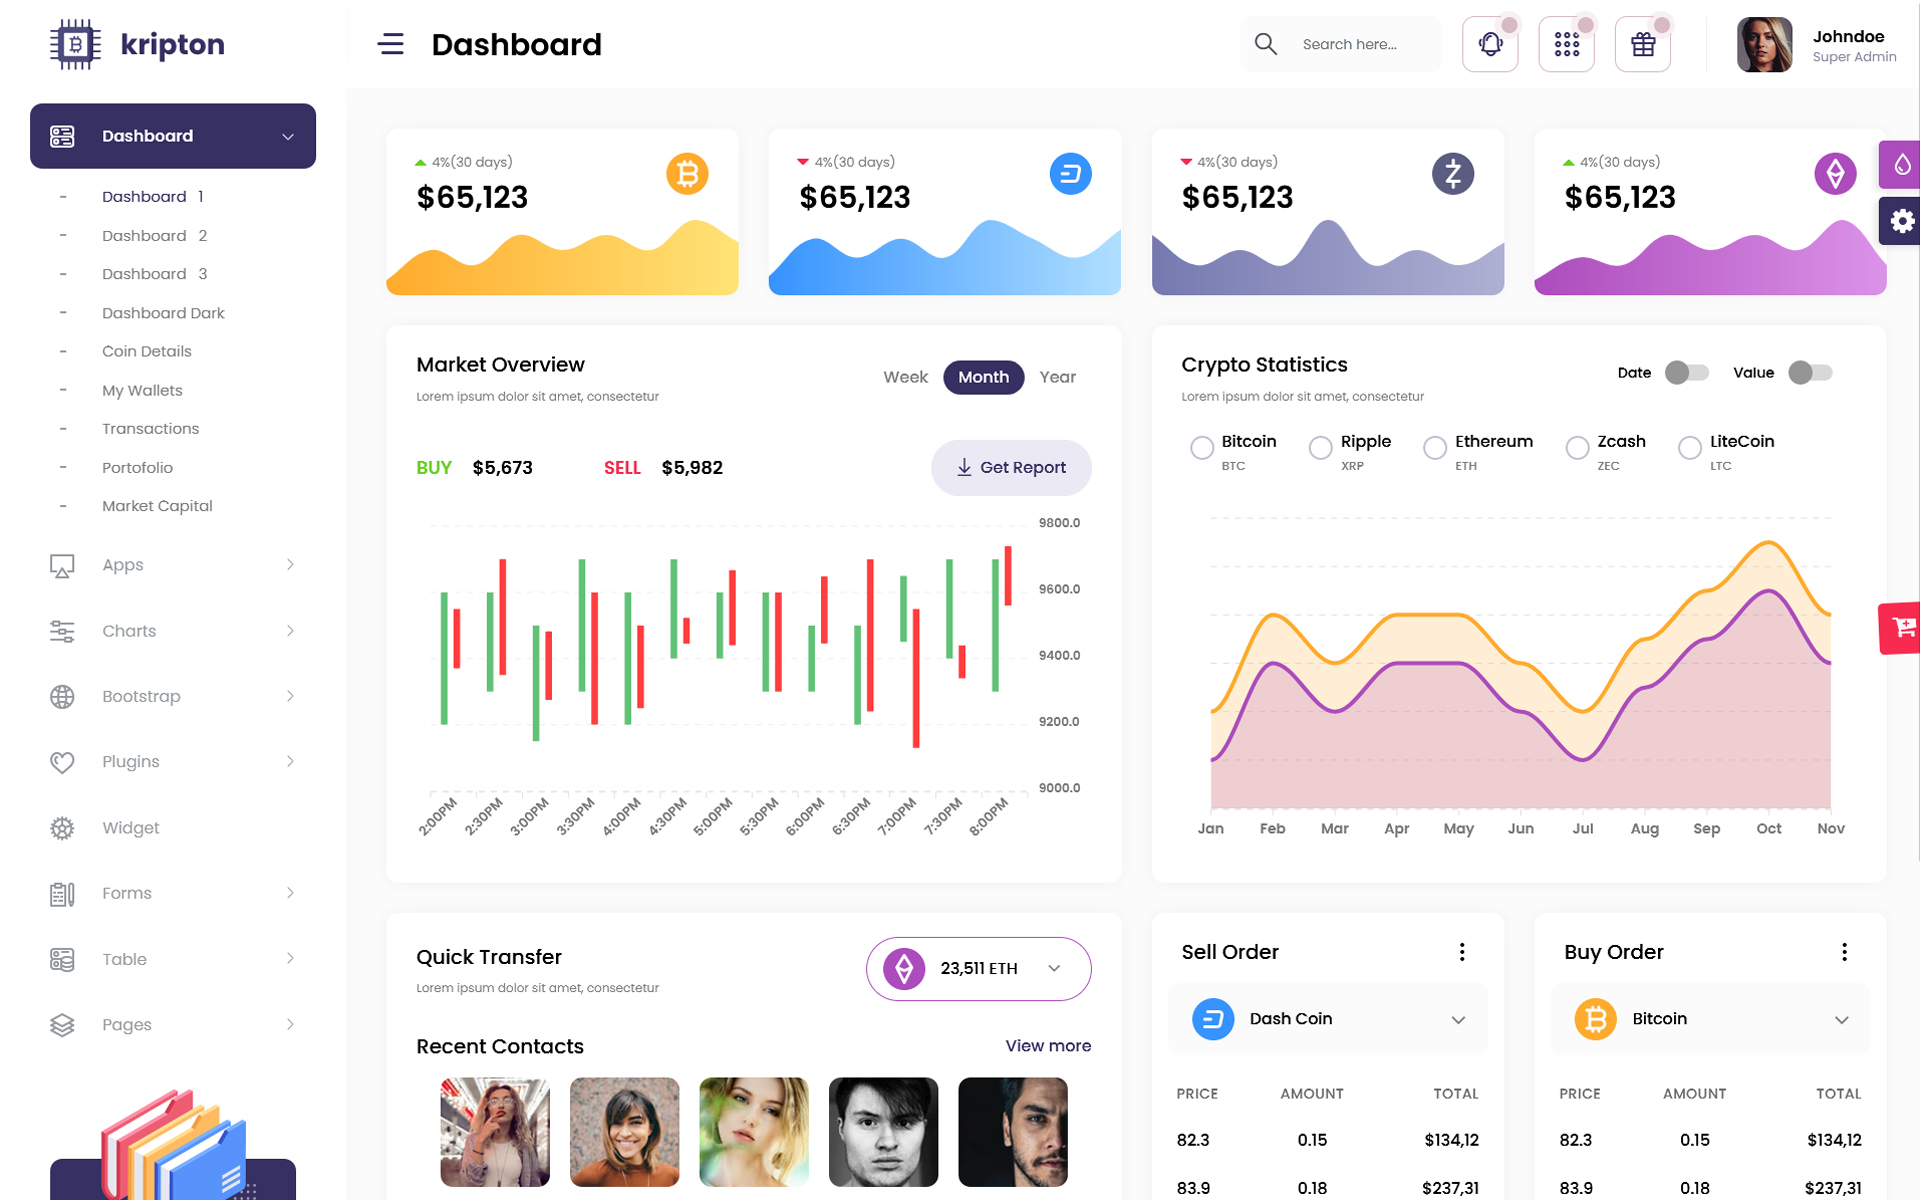 kripton
Dashboard
Search here...
Johndoe
Super Admin
Dashboard
- Dashboard 1
- Dashboard 2
- Dashboard 3
- Dashboard Dark
- Coin Details
- My Wallets
- Transactions
- Portofolio
- Market Capital
Apps
Charts
Bootstrap
Plugins
Widget
Forms
Table
Pages
4%(30 days)
$65,123
4%(30 days)
$65,123
4%(30 days)
$65,123
4%(30 days)
$65,123
Market Overview
Lorem ipsum dolor sit amet, consectetur
Week Month Year
BUY $5,673 SELL $5,982
Get Report
9800.0
9600.0
9400.0
9200.0
9000.0
2:00PM 2:30PM 3:00PM 3:30PM 4:00PM 4:30PM 5:00PM 5:30PM 6:00PM 6:30PM 7:00PM 7:30PM 8:00PM
Crypto Statistics
Lorem ipsum dolor sit amet, consectetur
Date Value
Bitcoin Ripple Ethereum Zcash LiteCoin
BTC XRP ETH ZEC LTC
Jan Feb Mar Apr May Jun Jul Aug Sep Oct Nov
Quick Transfer
Lorem ipsum dolor sit amet, consectetur
23,511 ETH
Recent Contacts
View more
Sell Order
Dash Coin
PRICE AMOUNT TOTAL
82.3 0.15 $134,12
83.9 0.18 $237,31
Buy Order
Bitcoin
PRICE AMOUNT TOTAL
82.3 0.15 $134,12
83.9 0.18 $237,31